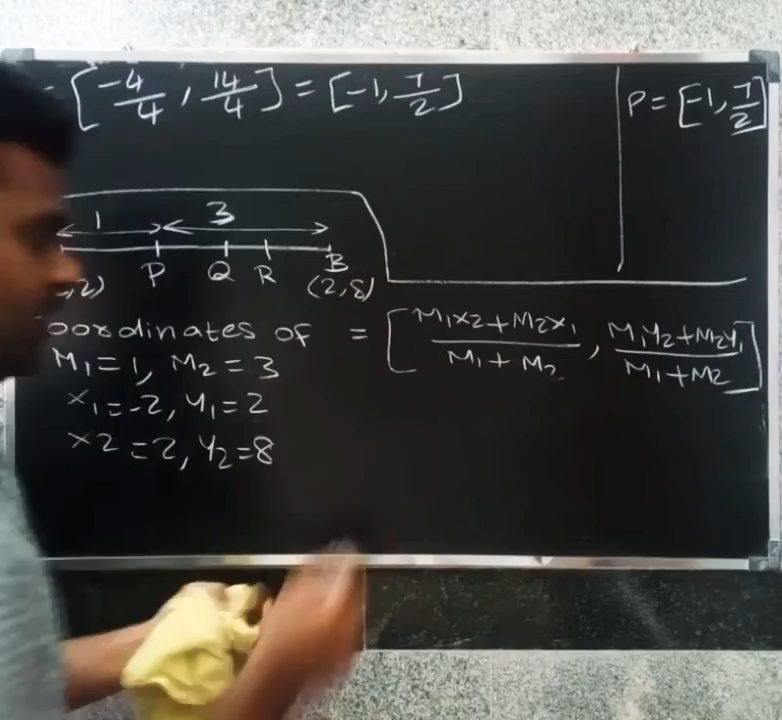 = [-4/4, 14/4] = [-1, 7/2]
P = [-1, 7/2]
1 3
P Q R B
,2) (2,8)
oordinates of = [M1x2+M2x1/M1+M2, M1Y2+M2Y1/M1+M2]
M1=1, M2=3
x1=-2, Y1=2
x2=2, Y2=8